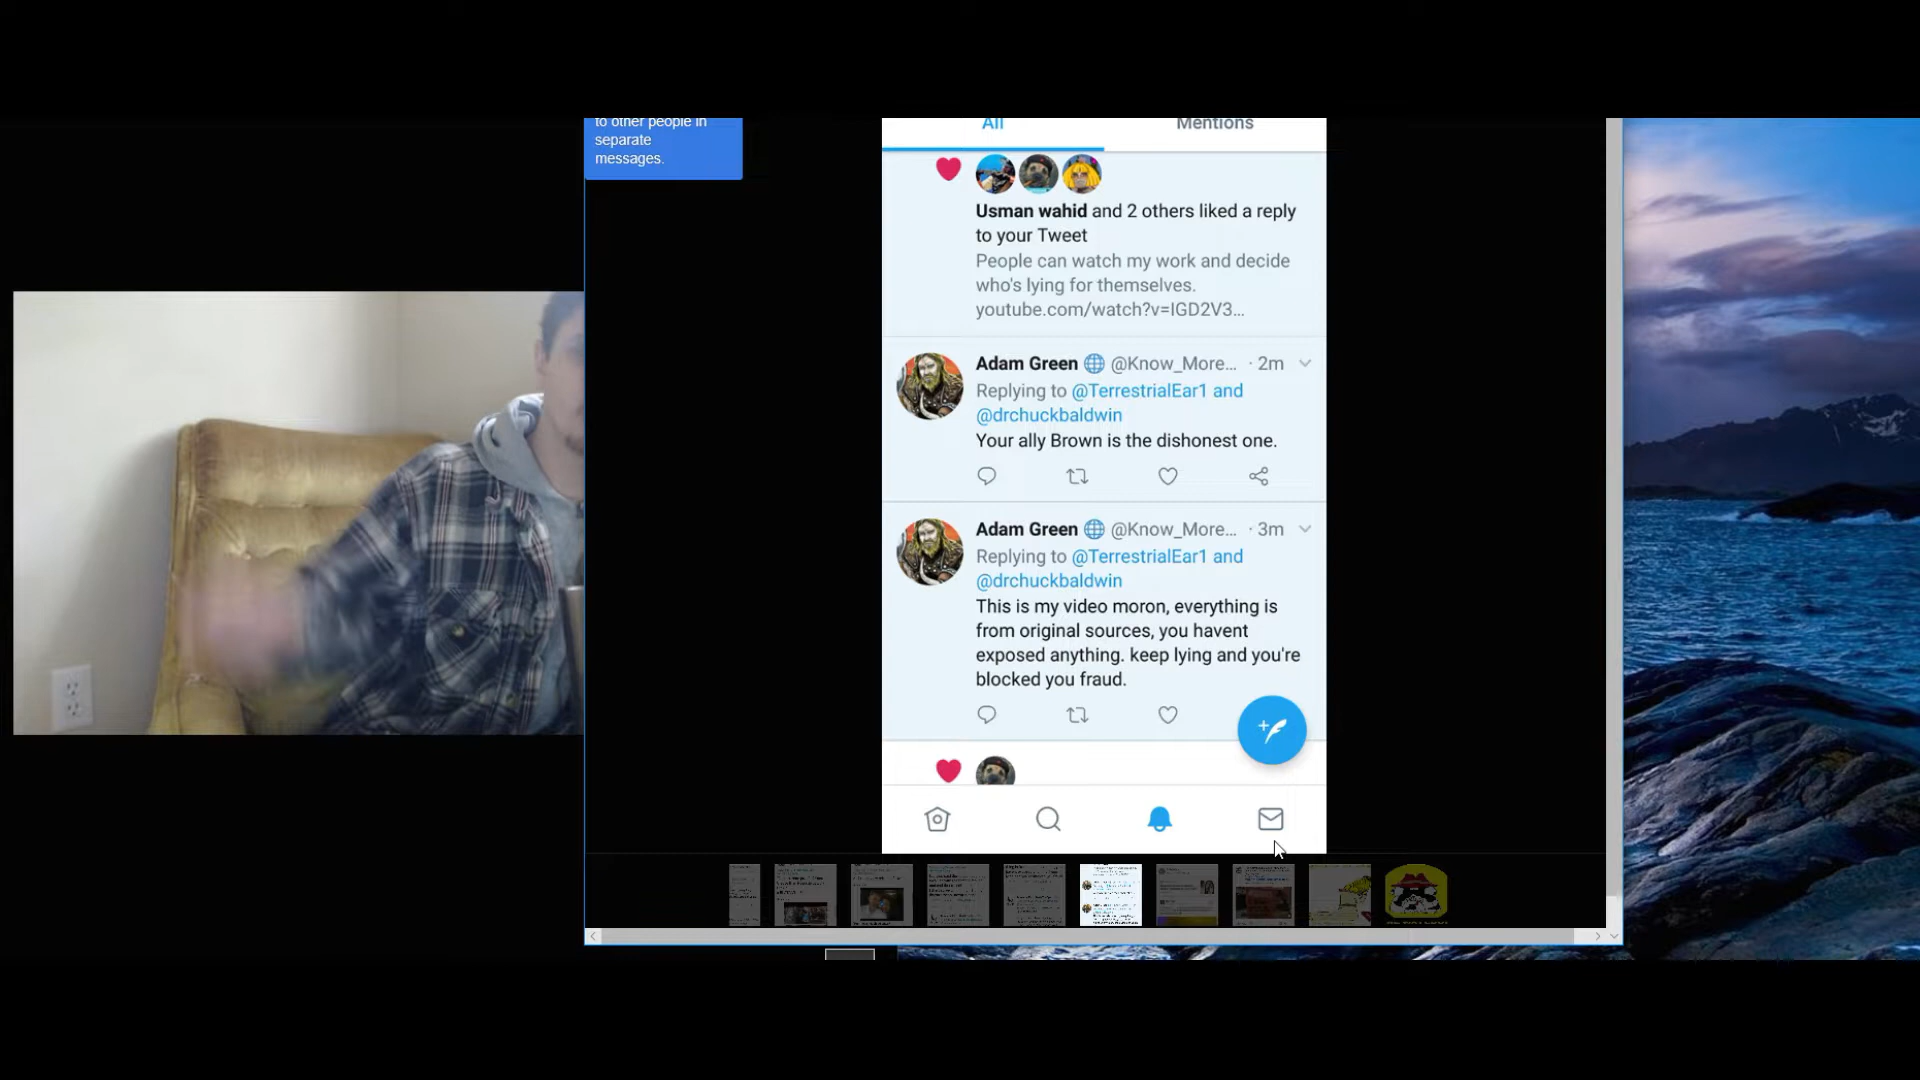 to other people in
separate
messages.
All
Mentions
Usman wahid and 2 others liked a reply
to your Tweet
People can watch my work and decide
who's lying for themselves.
youtube.com/watch?v=IGD2V3...
Adam Green @Know_More... · 2m
Replying to @TerrestrialEar1 and
@drchuckbaldwin
Your ally Brown is the dishonest one.
Adam Green @Know_More... · 3m
Replying to @TerrestrialEar1 and
@drchuckbaldwin
This is my video moron, everything is
from original sources, you havent
exposed anything. keep lying and you're
blocked you fraud.